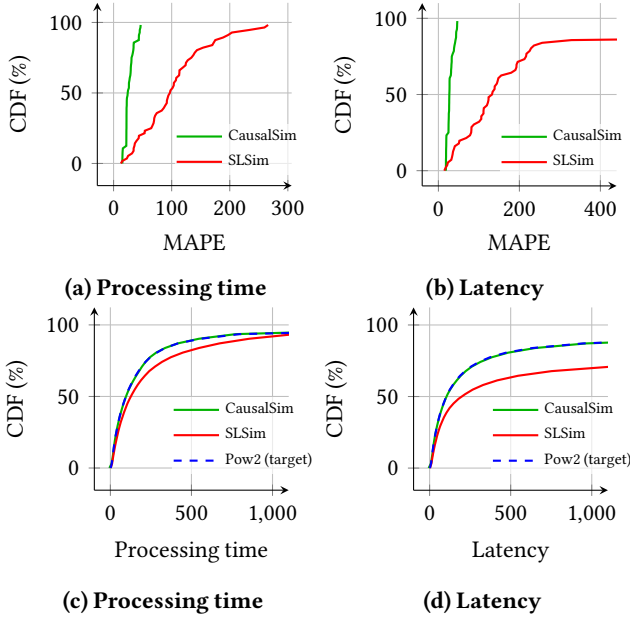 100
50
0
CDF (%)
CausalSim
SLSim
0
100
200
300
MAPE
(a) Processing time
100
50
0
CDF (%)
CausalSim
SLSim
0
200
400
MAPE
(b) Latency
100
50
0
CDF (%)
CausalSim
SLSim
Pow2 (target)
0
500
1,000
Processing time
(c) Processing time
100
50
0
CDF (%)
CausalSim
SLSim
Pow2 (target)
0
500
1,000
Latency
(d) Latency